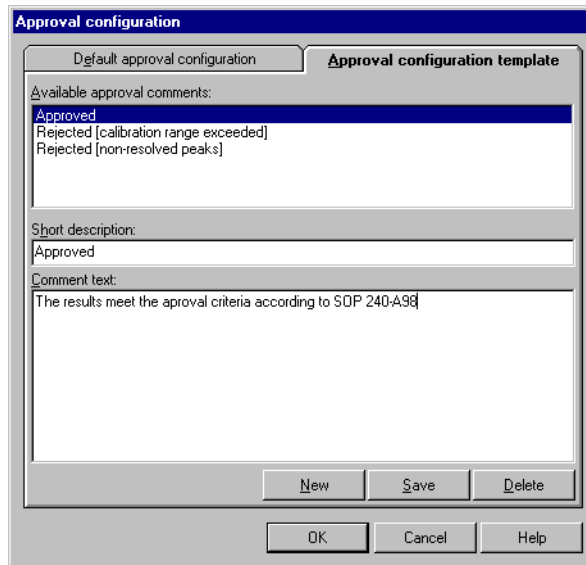 Approval configuration
Default approval configuration
Approval configuration template
Available approval comments:
Approved
Rejected [calibration range exceeded]
Rejected [non-resolved peaks]
Short description:
Approved
Comment text:
The results meet the aproval criteria according to SOP 240-A98
New
Save
Delete
OK
Cancel
Help